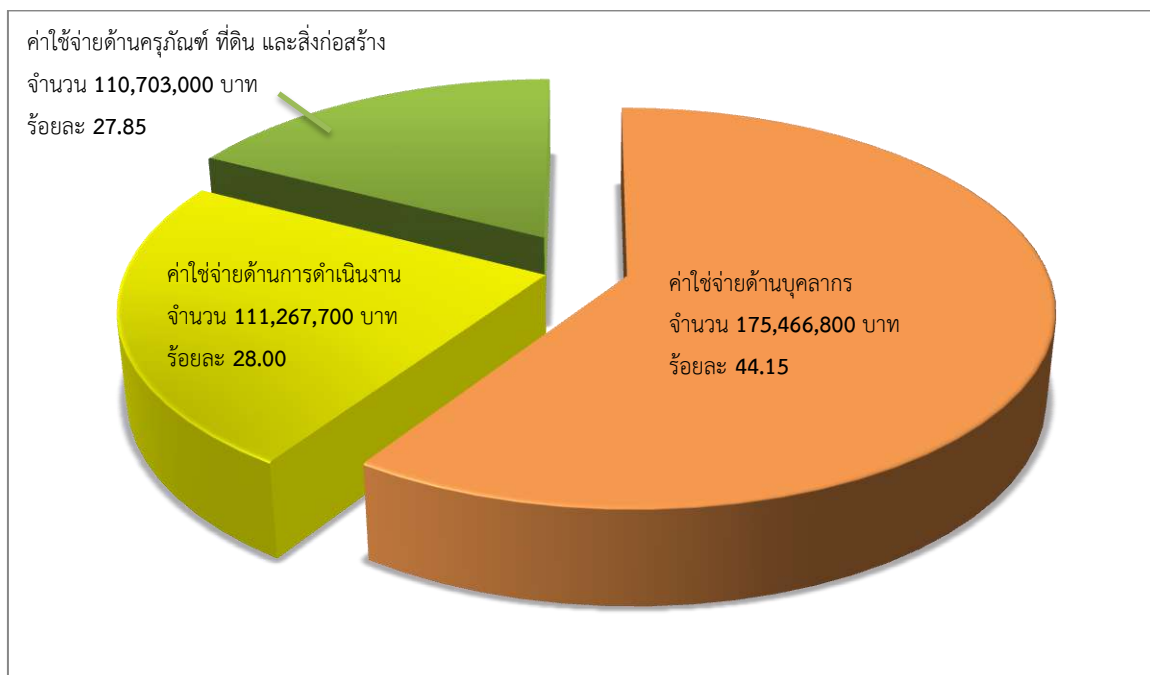 ค่าใช้จ่ายด้านครุภัณฑ์ ที่ดิน และสิ่งก่อสร้าง
จำนวน 110,703,000 บาท
ร้อยละ 27.85
ค่าใช่จ่ายด้านการดำเนินงาน
จำนวน 111,267,700 บาท
ร้อยละ 28.00
ค่าใช่จ่ายด้านบุคลากร
จำนวน 175,466,800 บาท
ร้อยละ 44.15